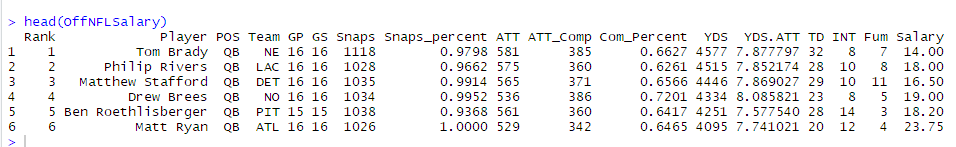 > head(OffNFLSalary)
Rank Player POS Team GP GS Snaps Snaps_percent ATT ATT_Comp Com_Percent YDS YDS.ATT TD INT Fum Salary
1 1 Tom Brady QB NE 16 16 1118 0.9798 581 385 0.6627 4577 7.877797 32 8 7 14.00
2 2 Philip Rivers QB LAC 16 16 1028 0.9662 575 360 0.6261 4515 7.852174 28 10 8 18.00
3 3 Matthew Stafford QB DET 16 16 1035 0.9914 565 371 0.6566 4446 7.869027 29 10 11 16.50
4 4 Drew Brees QB NO 16 16 1034 0.9952 536 386 0.7201 4334 8.085821 23 8 5 19.00
5 5 Ben Roethlisberger QB PIT 15 15 1038 0.9368 561 360 0.6417 4251 7.577540 28 14 3 18.20
6 6 Matt Ryan QB ATL 16 16 1026 1.0000 529 342 0.6465 4095 7.741021 20 12 4 23.75
>